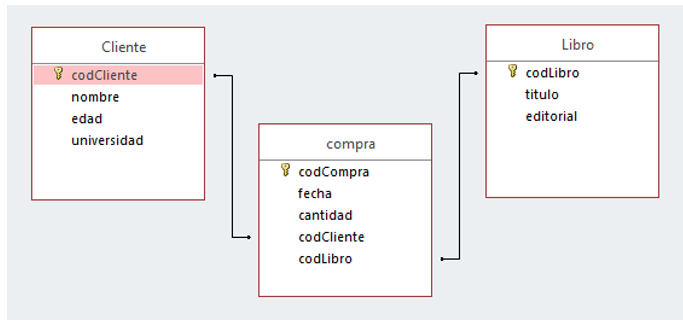 Cliente
codCliente
nombre
edad
universidad
compra
codCompra
fecha
cantidad
codCliente
codLibro
Libro
codLibro
titulo
editorial